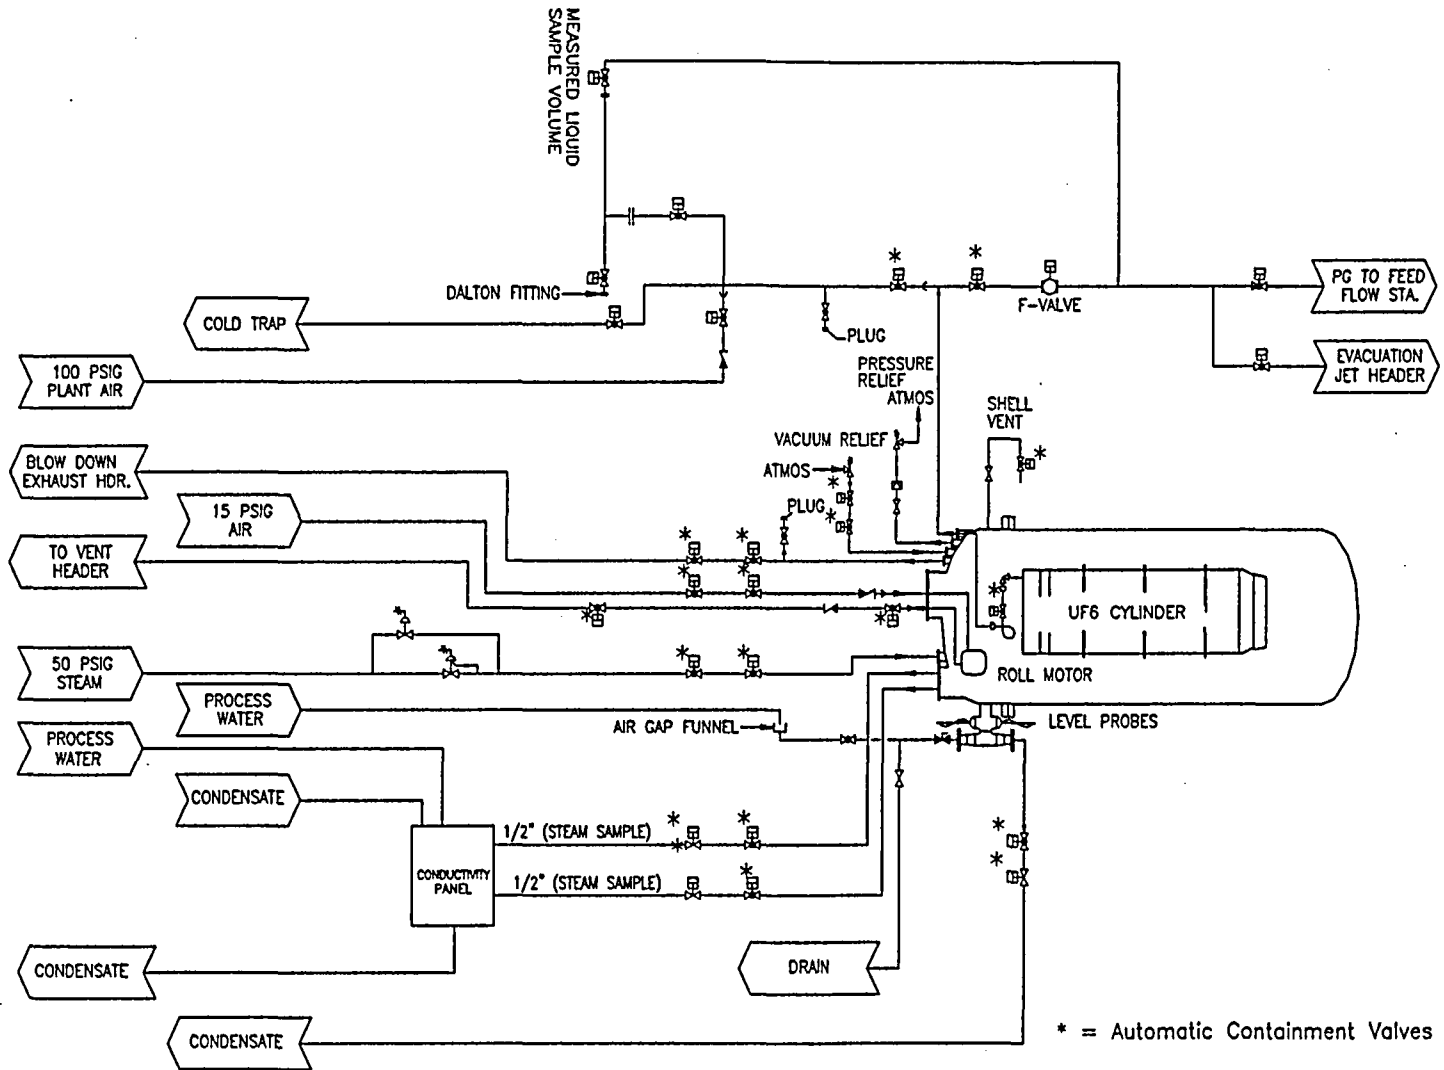 MEASURED LIQUID
SAMPLE VOLUME
DALTON FITTING
COLD TRAP
PLUG
F-VALVE
PG TO FEED
FLOW STA.
100 PSIG
PLANT AIR
PRESSURE
RELIEF
ATMOS
EVACUATION
JET HEADER
SHELL
VENT
VACUUM RELIEF
BLOW DOWN
EXHAUST HDR.
ATMOS
15 PSIG
AIR
PLUG
TO VENT
HEADER
UF6 CYLINDER
50 PSIG
STEAM
ROLL MOTOR
PROCESS
WATER
AIR GAP FUNNEL
LEVEL PROBES
PROCESS
WATER
CONDENSATE
1/2" (STEAM SAMPLE)
CONDUCTIVITY
PANEL
1/2" (STEAM SAMPLE)
CONDENSATE
DRAIN
CONDENSATE
* = Automatic Containment Valves